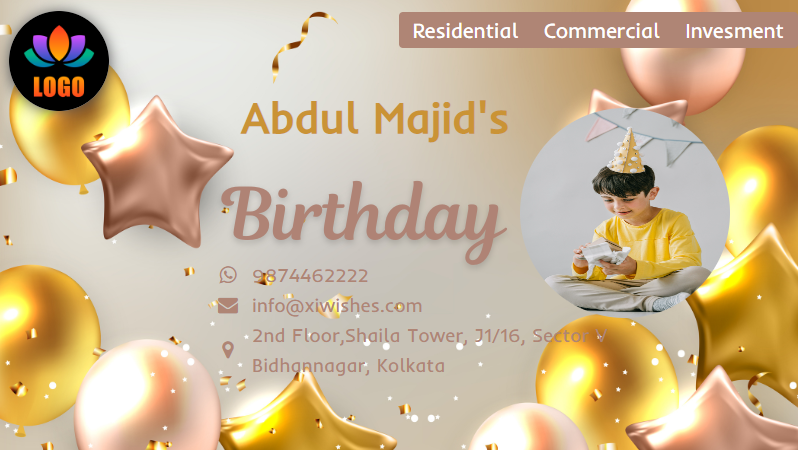 LOGO
Residential Commercial Invesment
Abdul Majid's
Birthday
9874462222
info@xiwishes.com
2nd Floor,Shaila Tower, J1/16, Sector V
Bidhannagar, Kolkata